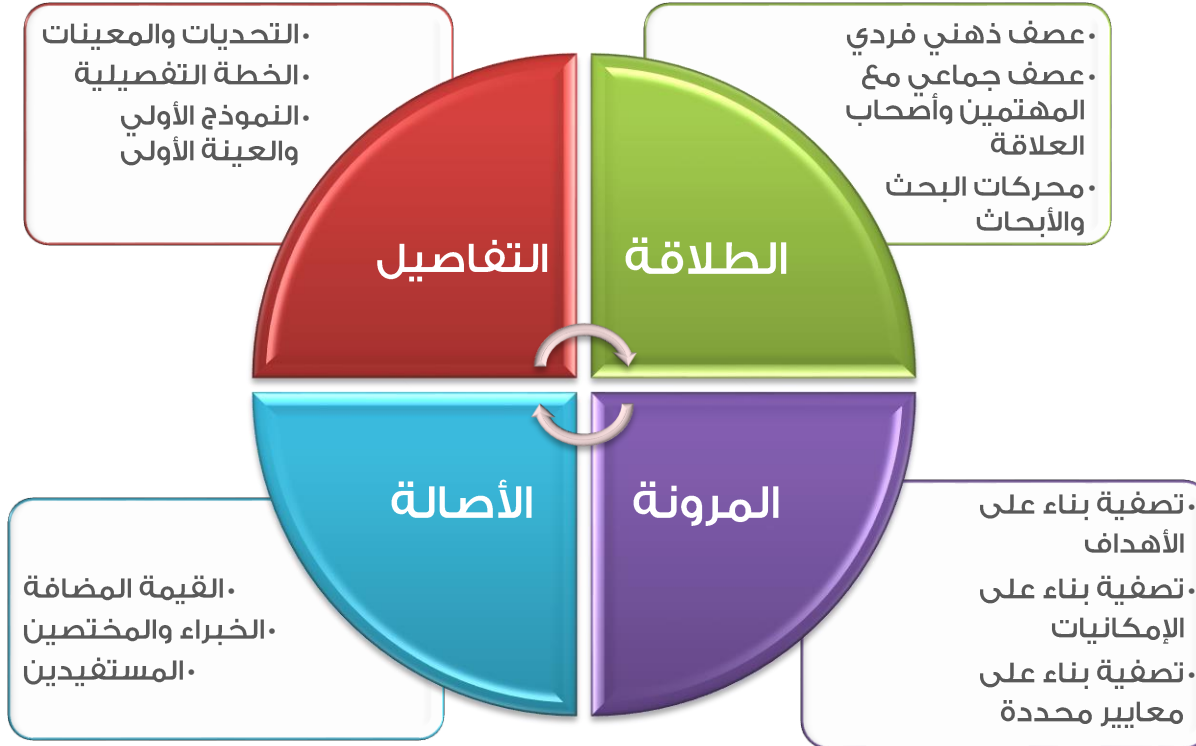 •عصف ذهني فردي
•عصف جماعي مع
المهتمين وأصحاب
العلاقة
•محركات البحث
والأبحاث
الطلاقة
•التحديات والمعينات
•الخطة التفصيلية
•النموذج الأولي
والعينة الأولى
التفاصيل
المرونة
•تصفية بناء على
الأهداف
•تصفية بناء على
الإمكانيات
•تصفية بناء على
معايير محددة
الأصالة
•القيمة المضافة
•الخبراء والمختصين
•المستفيدين